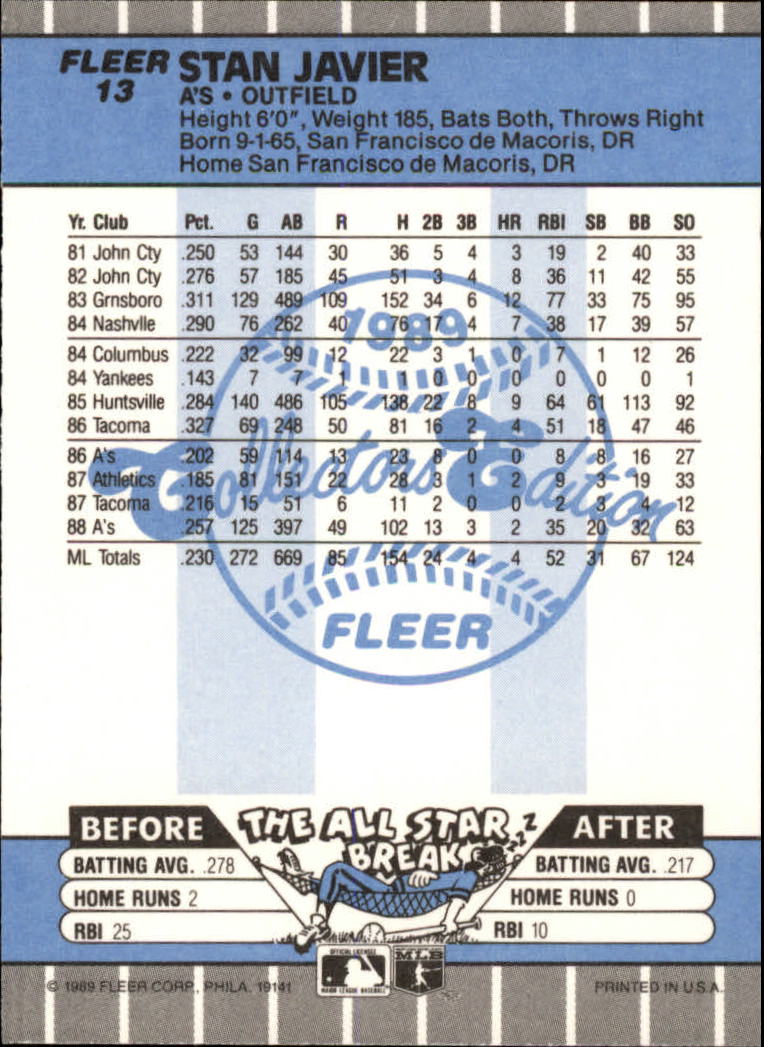 FLEER STAN JAVIER
13 A'S • OUTFIELD
Height 6'0", Weight 185, Bats Both, Throws Right
Born 9-1-65, San Francisco de Macoris, DR
Home San Francisco de Macoris, DR
Yr. Club Pct. G AB R H 2B 3B HR RBI SB BB SO
81 John Cty .250 53 144 30 36 5 4 3 19 2 40 33
82 John Cty .276 57 185 45 51 3 4 8 36 11 42 55
83 Grnsboro .311 129 489 109 152 34 6 12 77 33 75 95
84 Nashvlle .290 76 262 40 76 17 4 7 38 17 39 57
84 Columbus .222 32 99 12 22 3 1 0 7 1 12 26
84 Yankees .143 7 7 1 1 0 0 0 0 0 0 1
85 Huntsville .284 140 486 105 138 22 8 9 64 61 113 92
86 Tacoma .327 69 248 50 81 16 2 4 51 18 47 46
86 A's .202 59 114 13 23 8 0 0 8 8 16 27
87 Athletics .185 81 151 22 28 3 1 2 9 3 19 33
87 Tacoma .216 15 51 6 11 2 0 0 2 3 4 12
88 A's .257 125 397 49 102 13 3 2 35 20 32 63
ML Totals .230 272 669 85 154 24 4 4 52 31 67 124
1989
Collectors Edition
FLEER
BEFORE THE ALL STAR BREAK AFTER
ZZZZ
BATTING AVG. .278 BATTING AVG. .217
HOME RUNS 2 HOME RUNS 0
RBI 25 RBI 10
OFFICIAL LICENSEE
MAJOR LEAGUE BASEBALL
MLB
© 1989 FLEER CORP., PHILA. 19141 PRINTED IN U.S.A.